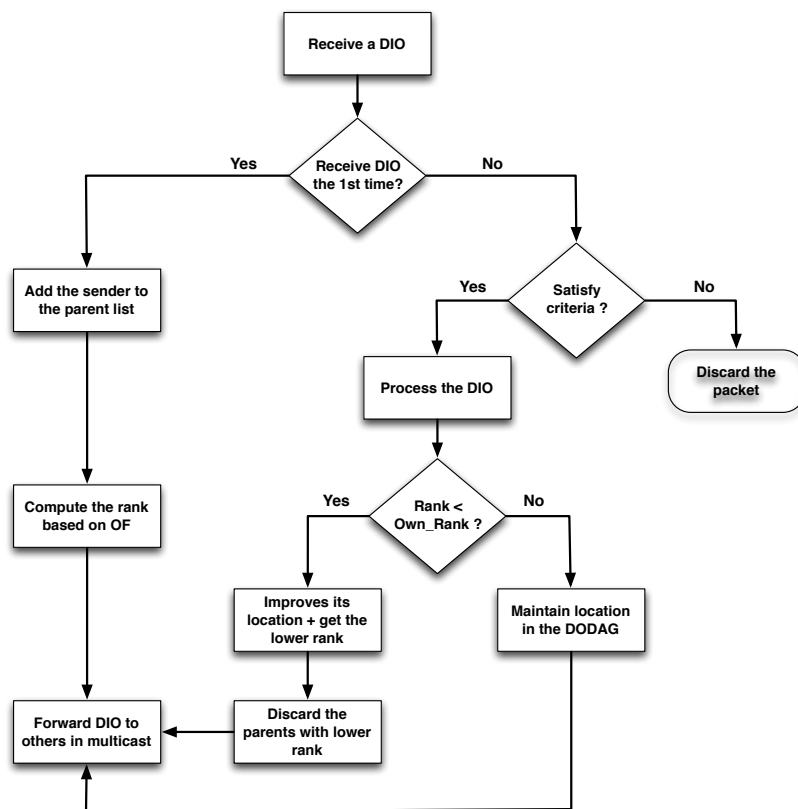 Receive a DIO
Receive DIO
the 1st time?
Yes
No
Add the sender to
the parent list
Satisfy
criteria ?
Yes
No
Discard the
packet
Process the DIO
Compute the rank
based on OF
Rank <
Own_Rank ?
Yes
No
Improves its
location + get the
lower rank
Maintain location
in the DODAG
Forward DIO to
others in multicast
Discard the
parents with lower
rank